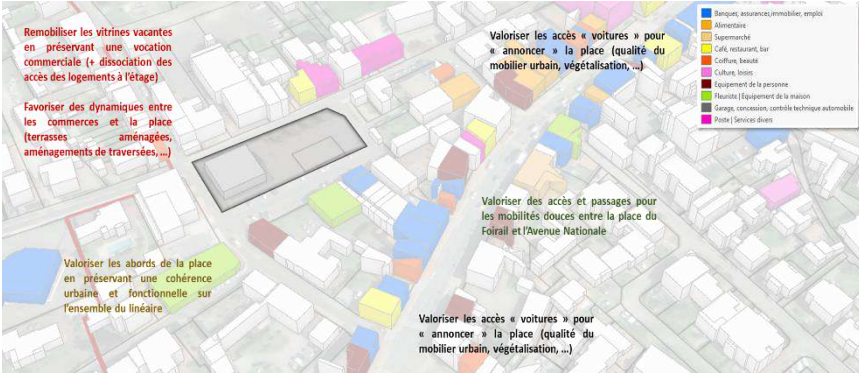 Remobiliser les vitrines vacantes
en préservant une vocation
commerciale (+ dissociation des
accès des logements à l'étage)
Favoriser des dynamiques entre
les commerces et la place
(terrasses aménagées,
aménagements de traversées, ...)
Valoriser les accès « voitures » pour
« annoncer » la place (qualité du
mobilier urbain, végétalisation, ...)
Banques, assurances, immobilier, emploi
Alimentaire
Supermarché
Café, restaurant, bar
Coiffure, beauté
Culture, loisirs
Equipement de la personne
Fleuriste | Equipement de la maison
Garage, concession, contrôle technique automobile
Poste | Services divers
Valoriser des accès et passages pour
les mobilités douces entre la place du
Foirail et l'Avenue Nationale
Valoriser les abords de la place
en préservant une cohérence
urbaine et fonctionnelle sur
l'ensemble du linéaire
Valoriser les accès « voitures » pour
« annoncer » la place (qualité du
mobilier urbain, végétalisation, ...)